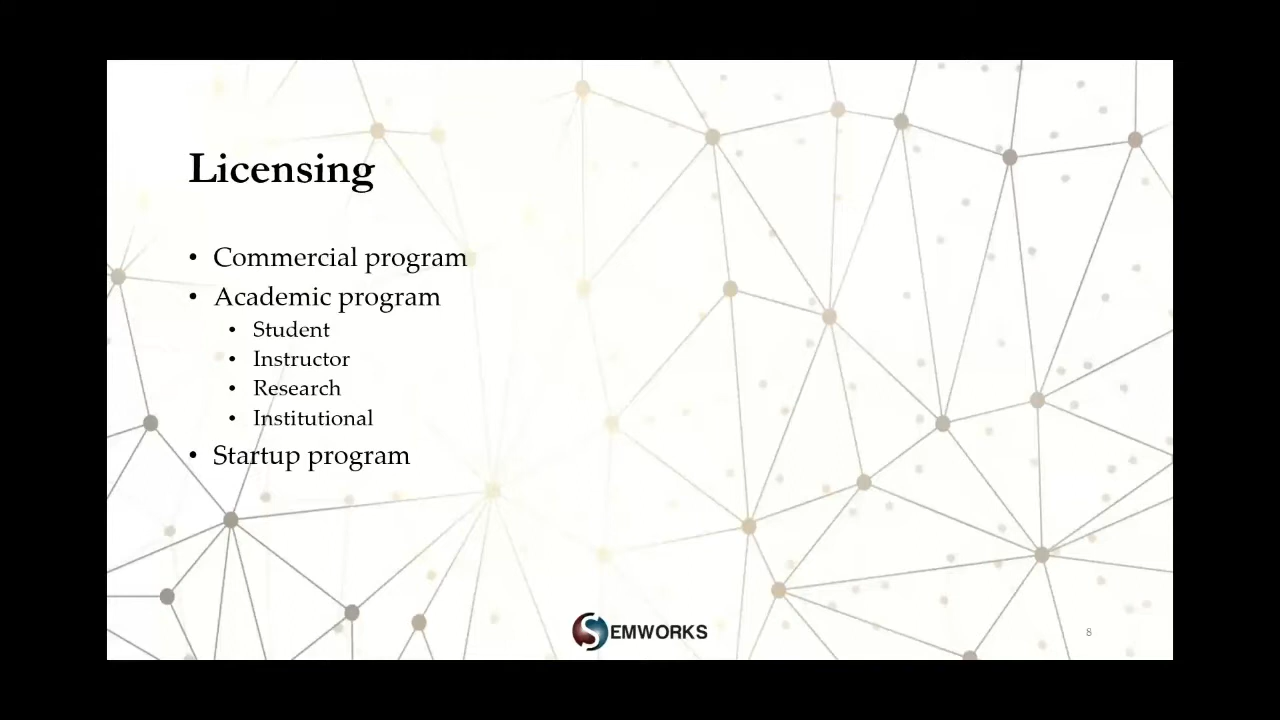 Licensing
• Commercial program
• Academic program
• Student
• Instructor
• Research
• Institutional
• Startup program
EMWORKS
8